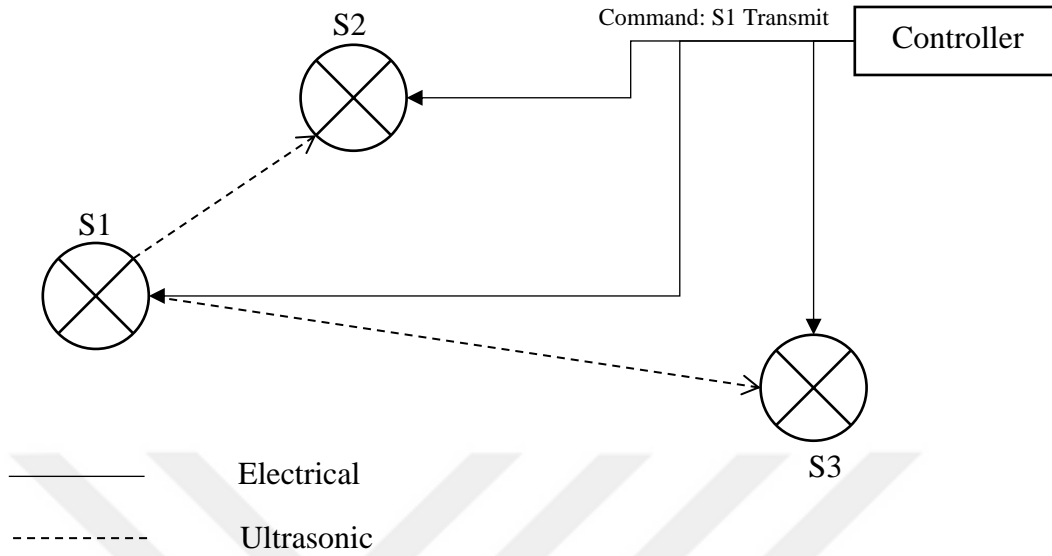 Command: S1 Transmit
Controller
S2
S1
S3
Electrical
Ultrasonic